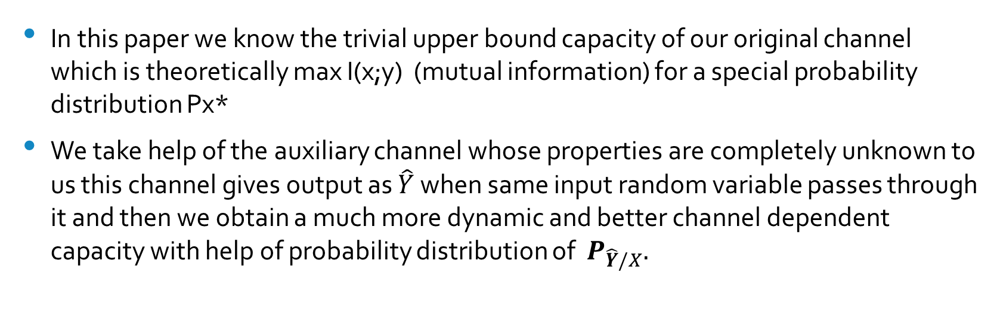 • In this paper we know the trivial upper bound capacity of our original channel
which is theoretically max I(x;y) (mutual information) for a special probability
distribution Px*
• We take help of the auxiliary channel whose properties are completely unknown to
us this channel gives output as Ŷ when same input random variable passes through
it and then we obtain a much more dynamic and better channel dependent
capacity with help of probability distribution of P_{Ŷ/X}.